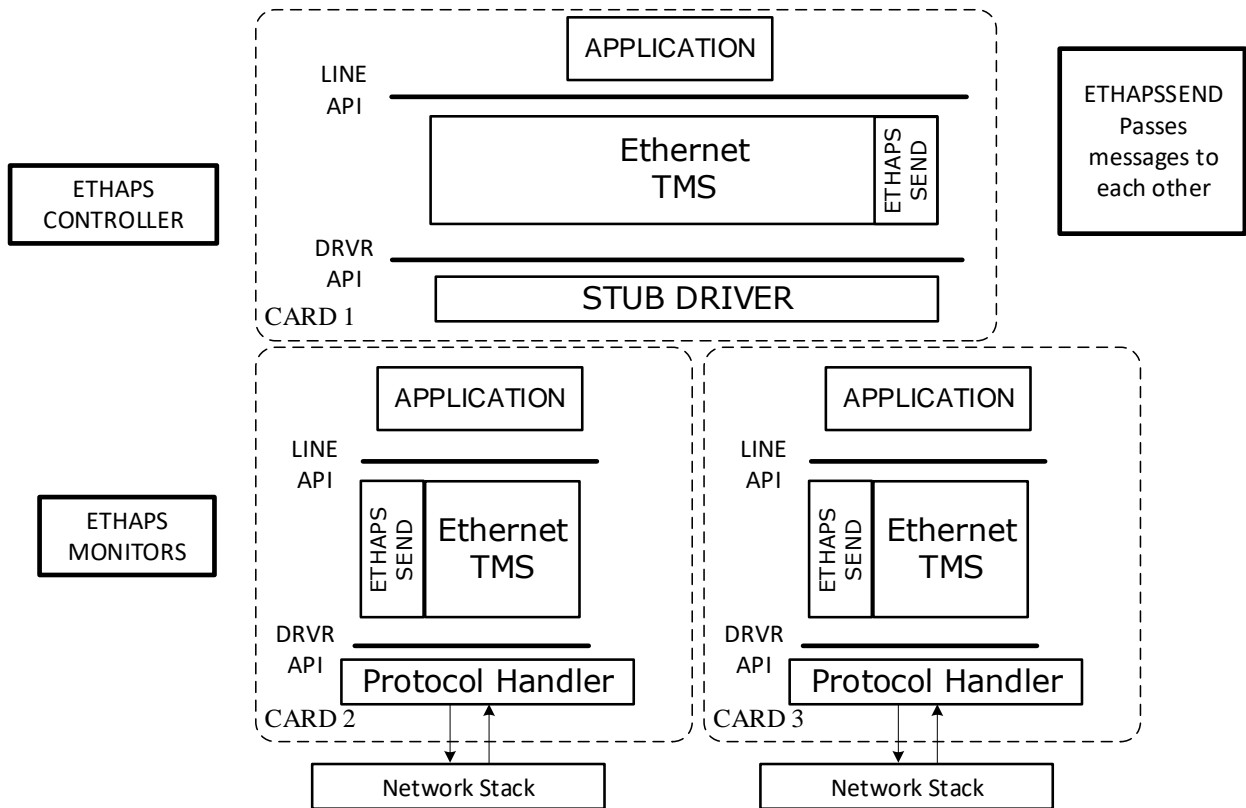 APPLICATION
LINE
API
Ethernet
TMS
ETHAPS
SEND
DRVR
API
STUB DRIVER
CARD 1
ETHAPS
CONTROLLER
ETHAPSSEND
Passes
messages to
each other
ETHAPS
MONITORS
APPLICATION
LINE
API
ETHAPS
SEND
Ethernet
TMS
DRVR
API
Protocol Handler
CARD 2
Network Stack
APPLICATION
LINE
API
ETHAPS
SEND
Ethernet
TMS
DRVR
API
Protocol Handler
CARD 3
Network Stack